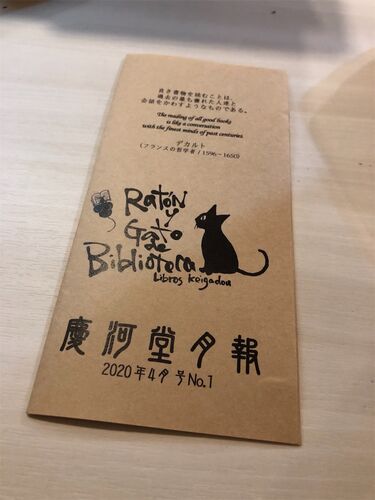 良き書物を読むことは、
過去の最も優れた人達と
会話をかわすようなものである。
The reading of all good books
is like a conversation
with the finest minds of past centuries.
デカルト
(フランスの哲学者/1596~1650)
Ratón
y
Gato
de
Biblioteca
Libros Keigadou
慶河堂夕報
2020年4月号No.1